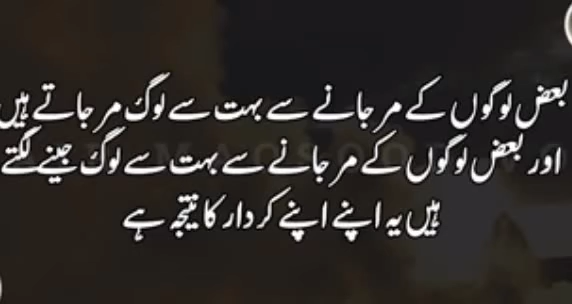 بعض لوگوں کے مر جانے سے بہت سے لوگ مر جاتے ہیں
اور بعض لوگوں کے مر جانے سے بہت سے لوگ جینے لگتے
ہیں یہ اپنے اپنے کردار کا نتیجہ ہے